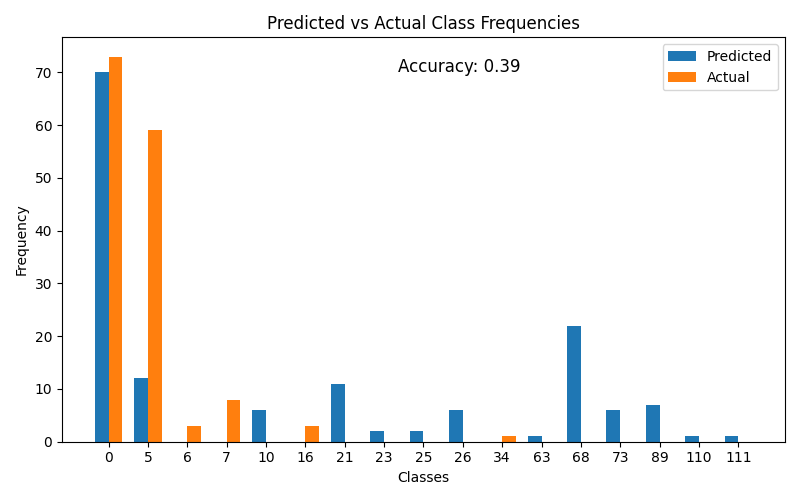 Predicted vs Actual Class Frequencies
Accuracy: 0.39
Predicted
Actual
Frequency
70
60
50
40
30
20
10
0
0 5 6 7 10 16 21 23 25 26 34 63 68 73 89 110 111
Classes